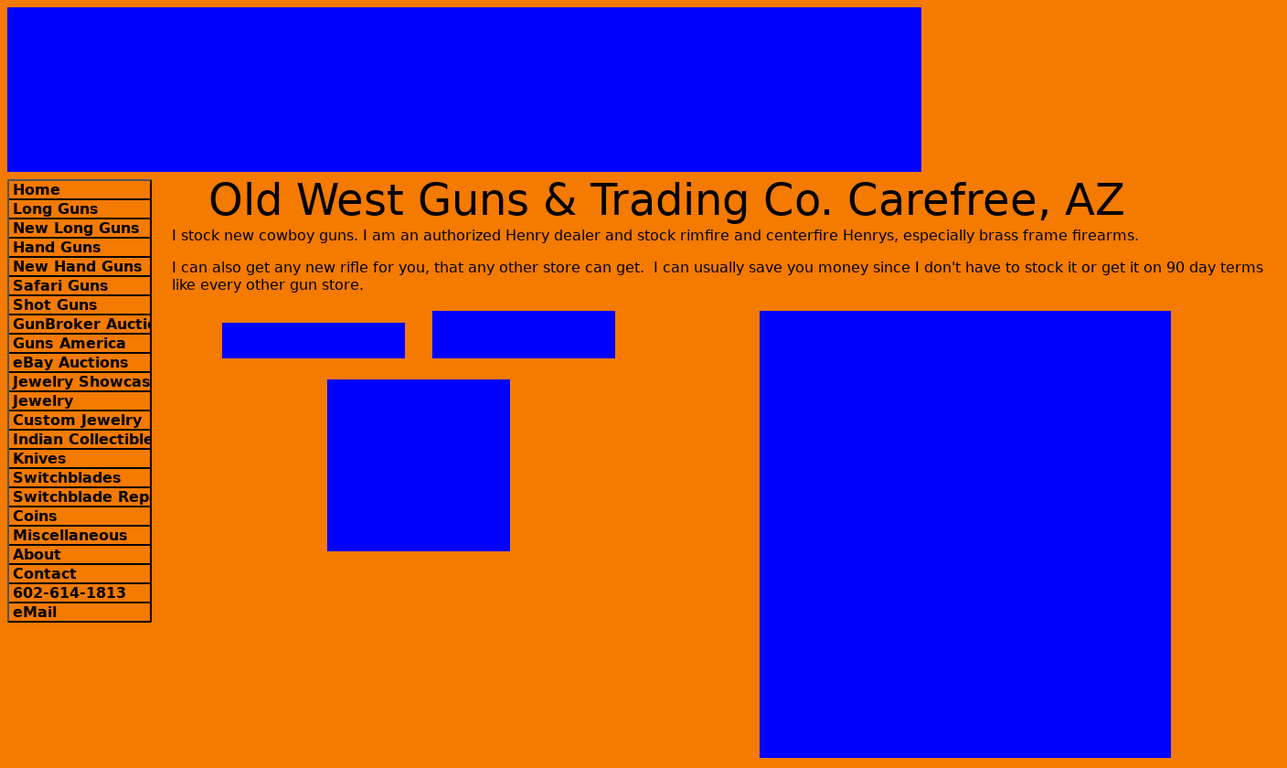 Old West Guns & Trading Co. Carefree, AZ
I stock new cowboy guns. I am an authorized Henry dealer and stock rimfire and centerfire Henrys, especially brass frame firearms.
I can also get any new rifle for you, that any other store can get.  I can usually save you money since I don't have to stock it or get it on 90 day terms
like every other gun store.
Home
Long Guns
New Long Guns
Hand Guns
New Hand Guns
Safari Guns
Shot Guns
GunBroker Aucti
Guns America
eBay Auctions
Jewelry Showcas
Jewelry
Custom Jewelry
Indian Collectible
Knives
Switchblades
Switchblade Rep
Coins
Miscellaneous
About
Contact
602-614-1813
eMail